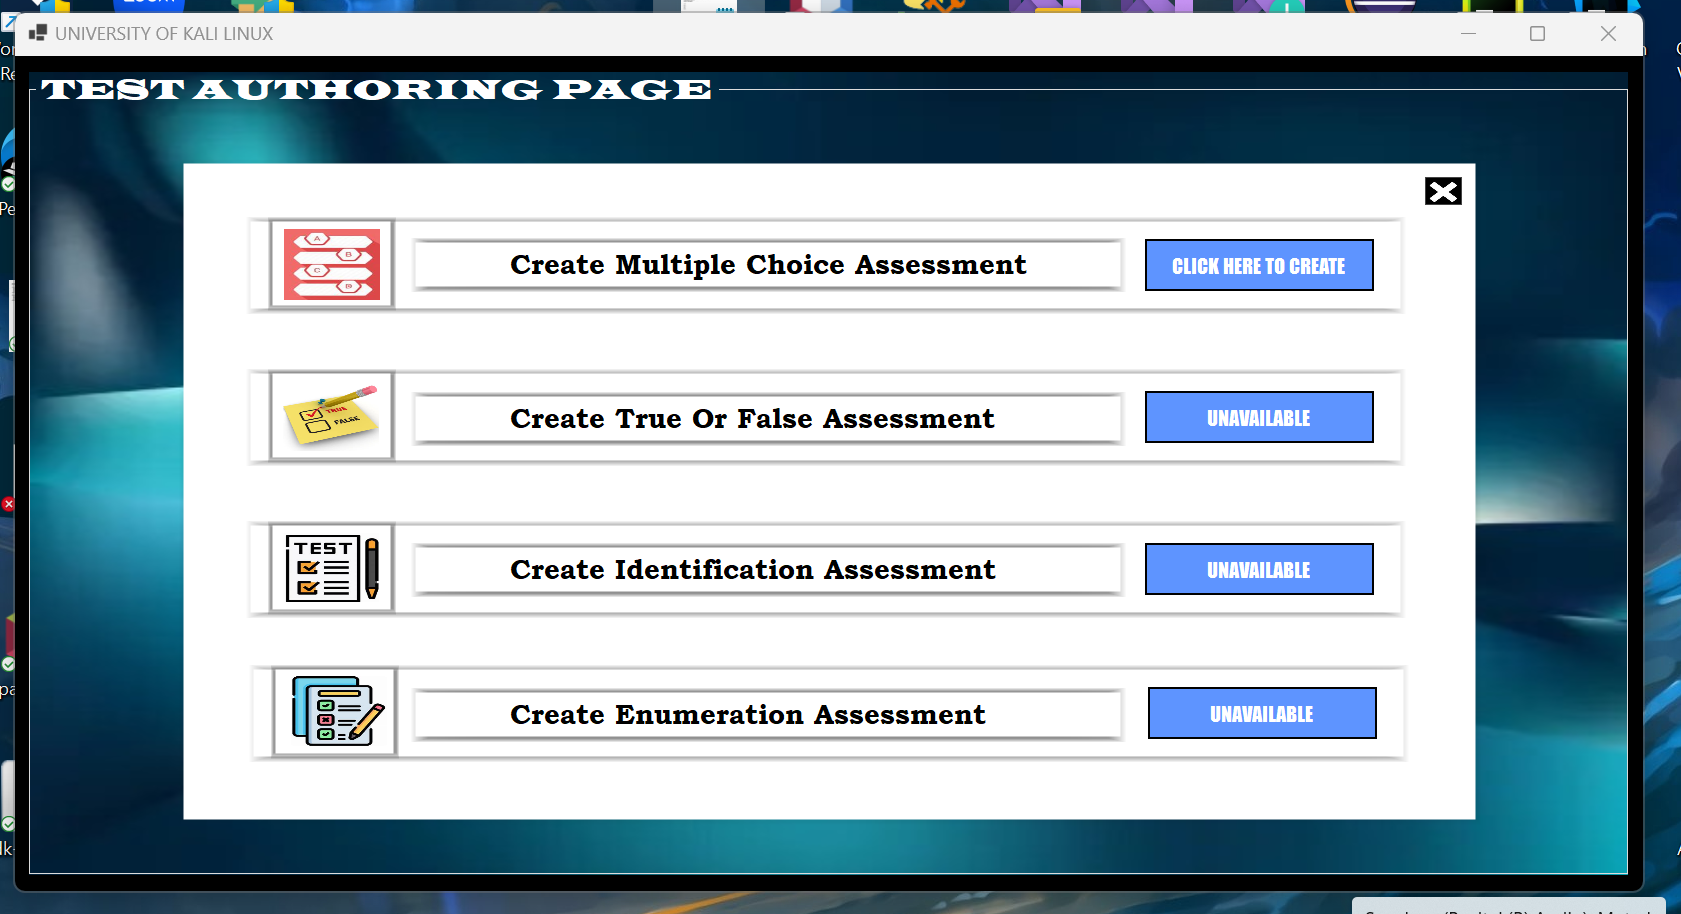 UNIVERSITY OF KALI LINUX
TEST AUTHORING PAGE
A
B
C
D
Create Multiple Choice Assessment
CLICK HERE TO CREATE
TRUE
FALSE
Create True Or False Assessment
UNAVAILABLE
TEST
Create Identification Assessment
UNAVAILABLE
Create Enumeration Assessment
UNAVAILABLE